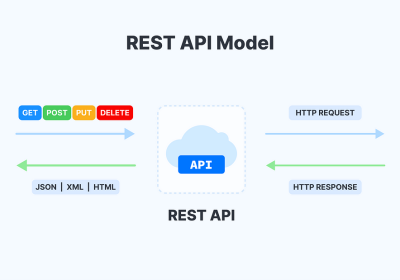 REST API Model
GET POST PUT DELETE
HTTP REQUEST
API
JSON | XML | HTML
HTTP RESPONSE
REST API